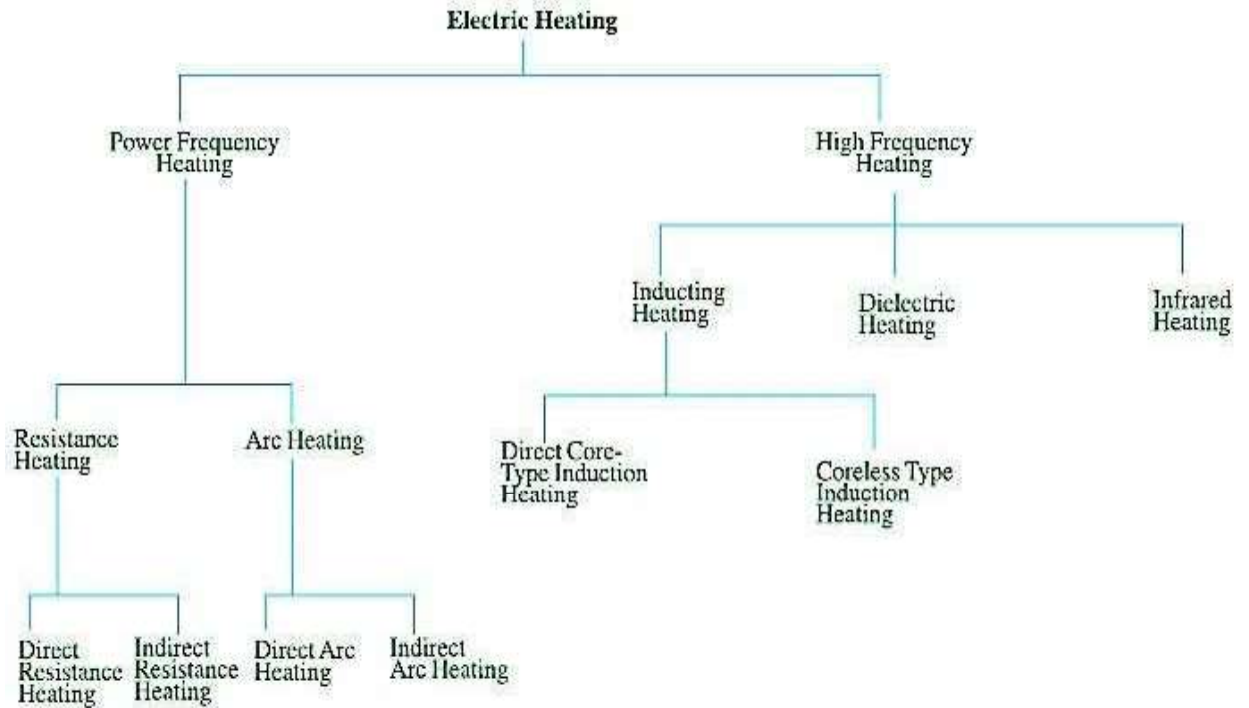 Electric Heating
Power Frequency
Heating
High Frequency
Heating
Inducting
Heating
Dielectric
Heating
Infrared
Heating
Resistance
Heating
Arc Heating
Direct Core-
Type Induction
Heating
Coreless Type
Induction
Heating
Direct
Resistance
Heating
Indirect
Resistance
Heating
Direct Arc
Heating
Indirect
Arc Heating